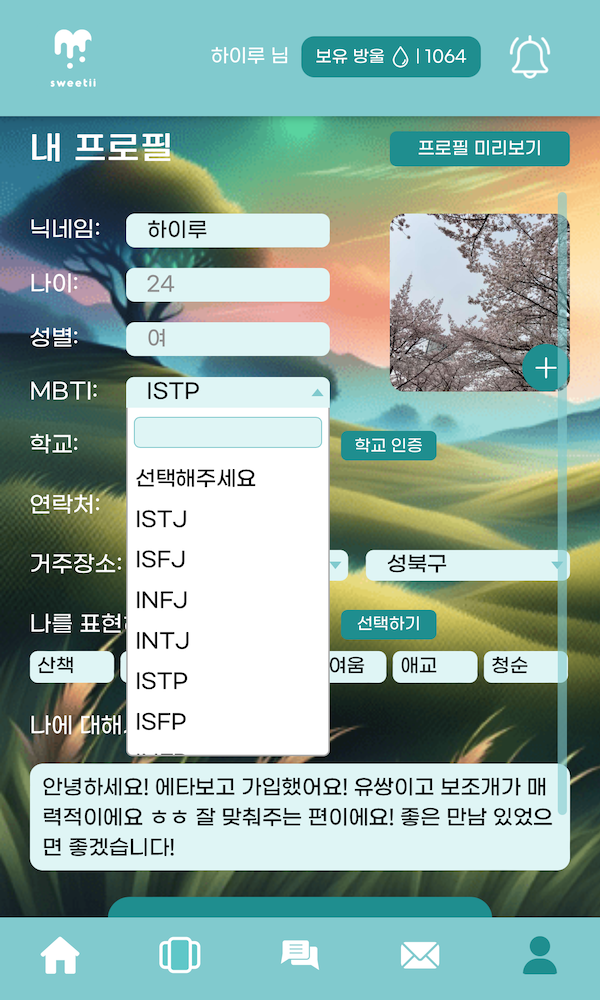 sweetii
하이루 님
보유 방울 | 1064
내 프로필
프로필 미리보기
닉네임: 하이루
나이: 24
성별: 여
MBTI: ISTP
학교: 학교 인증
선택해주세요
ISTJ
연락처:
ISFJ
거주장소: 성북구
INFJ
나를 표현 선택하기
INTJ
산책 여움 애교 청순
ISTP
ISFP
나에 대해
안녕하세요! 에타보고 가입했어요! 유쌍이고 보조개가 매
력적이에요 ㅎㅎ 잘 맞춰주는 편이에요! 좋은 만남 있었으
면 좋겠습니다!